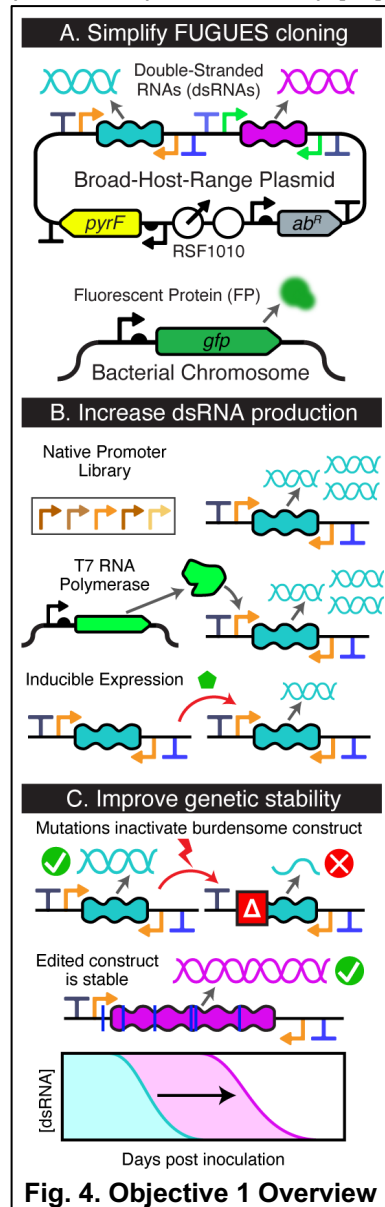 A. Simplify FUGUES cloning
Double-Stranded
RNAs (dsRNAs)
Broad-Host-Range Plasmid
pyrF
RSF1010
abR
Fluorescent Protein (FP)
gfp
Bacterial Chromosome
B. Increase dsRNA production
Native Promoter
Library
T7 RNA
Polymerase
Inducible Expression
C. Improve genetic stability
Mutations inactivate burdensome construct
Δ
Edited construct
is stable
[dsRNA]
Days post inoculation
Fig. 4. Objective 1 Overview